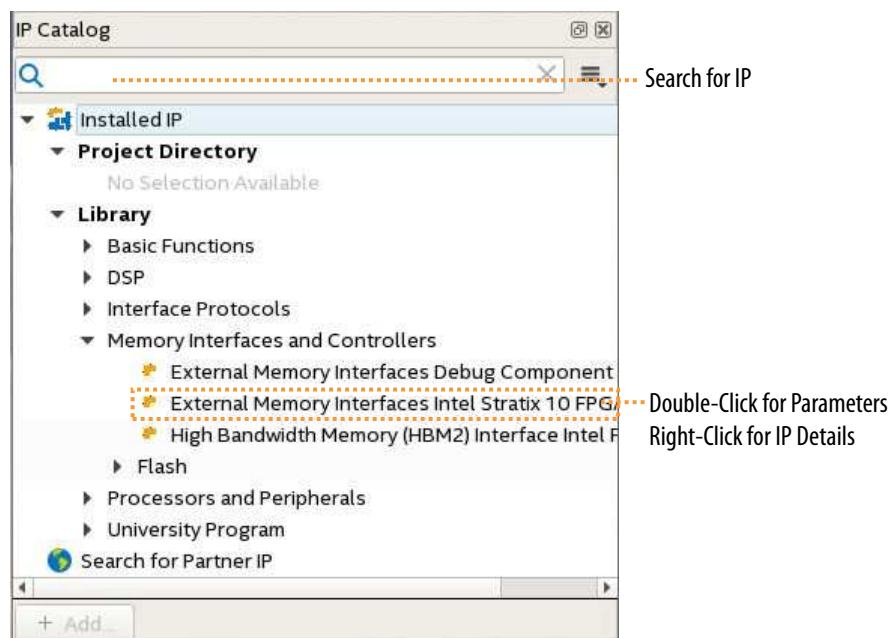 IP Catalog
Search for IP
Installed IP
Project Directory
No Selection Available
Library
Basic Functions
DSP
Interface Protocols
Memory Interfaces and Controllers
External Memory Interfaces Debug Component
External Memory Interfaces Intel Stratix 10 FPGA
Double-Click for Parameters
High Bandwidth Memory (HBM2) Interface Intel F
Right-Click for IP Details
Flash
Processors and Peripherals
University Program
Search for Partner IP
+ Add...